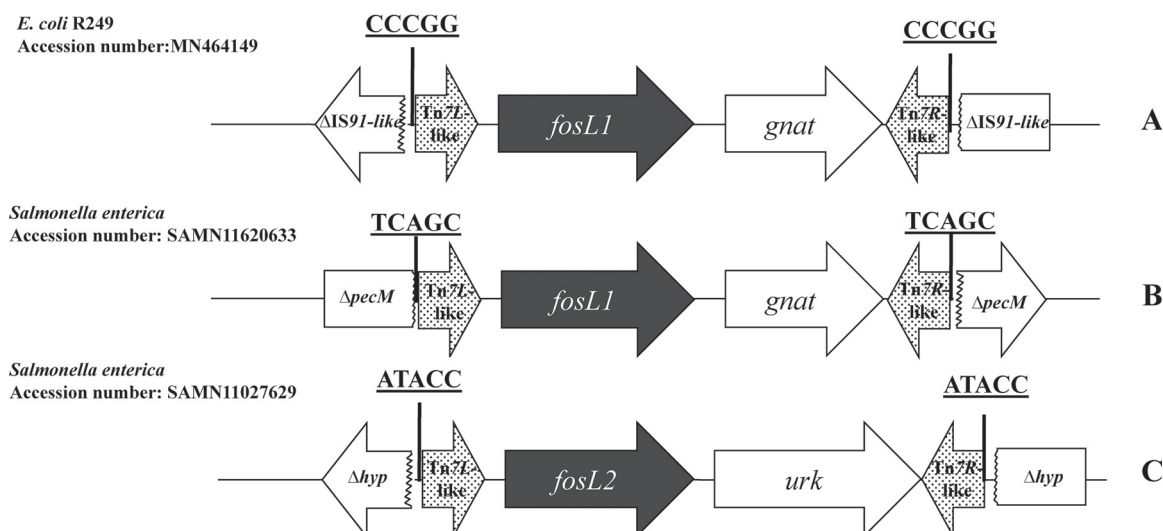 E. coli R249
Accession number:MN464149
CCCGG
CCCGG
ΔIS91-like
Tn7L-
like
fosL1
gnat
Tn7R-
like
ΔIS91-like
A
Salmonella enterica
Accession number: SAMN11620633
TCAGC
TCAGC
ΔpecM
Tn7L-
like
fosL1
gnat
Tn7R-
like
ΔpecM
B
Salmonella enterica
Accession number: SAMN11027629
ATACC
ATACC
Δhyp
Tn7L-
like
fosL2
urk
Tn7R-
like
Δhyp
C